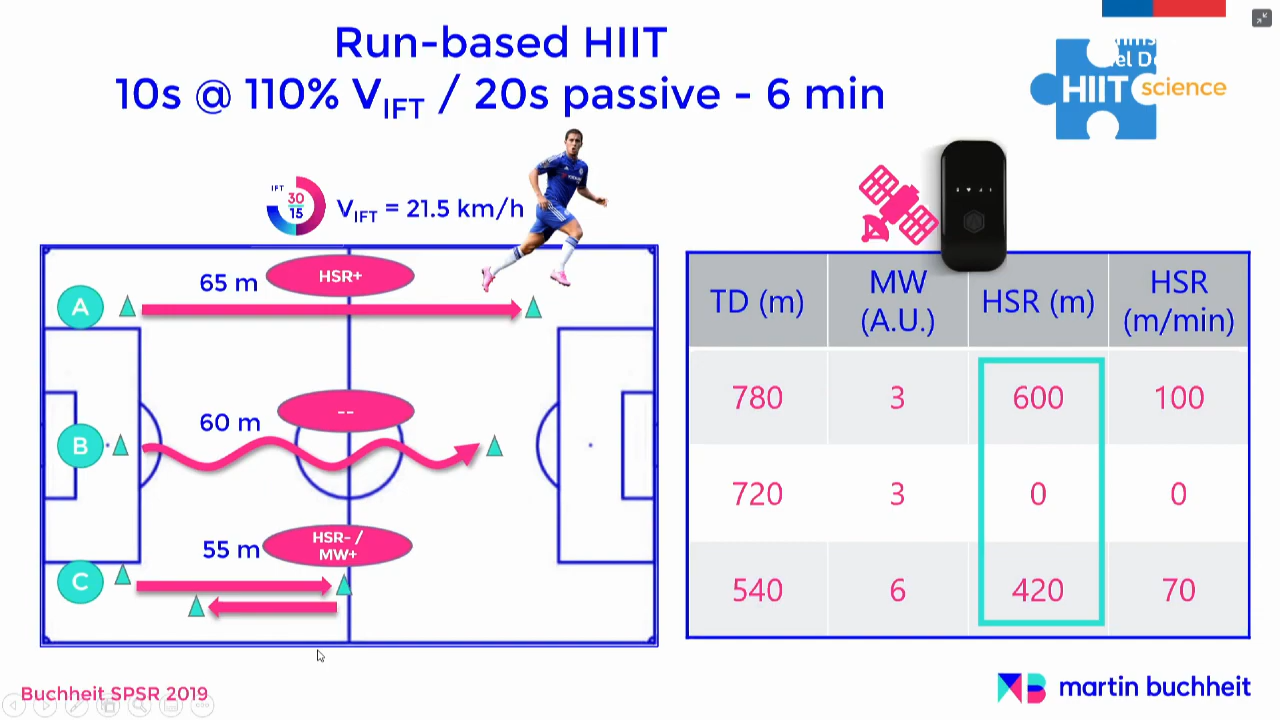 Run-based HIIT
10s @ 110% VIFT / 20s passive - 6 min
HIIT science
IFT
30
15
VIFT = 21.5 km/h
65 m
HSR+
A
60 m
--
B
55 m
HSR- /
MW+
C
TD (m)
MW
(A.U.)
HSR (m)
HSR
(m/min)
780 3 600 100
720 3 0 0
540 6 420 70
Buchheit SPSR 2019
martin buchheit